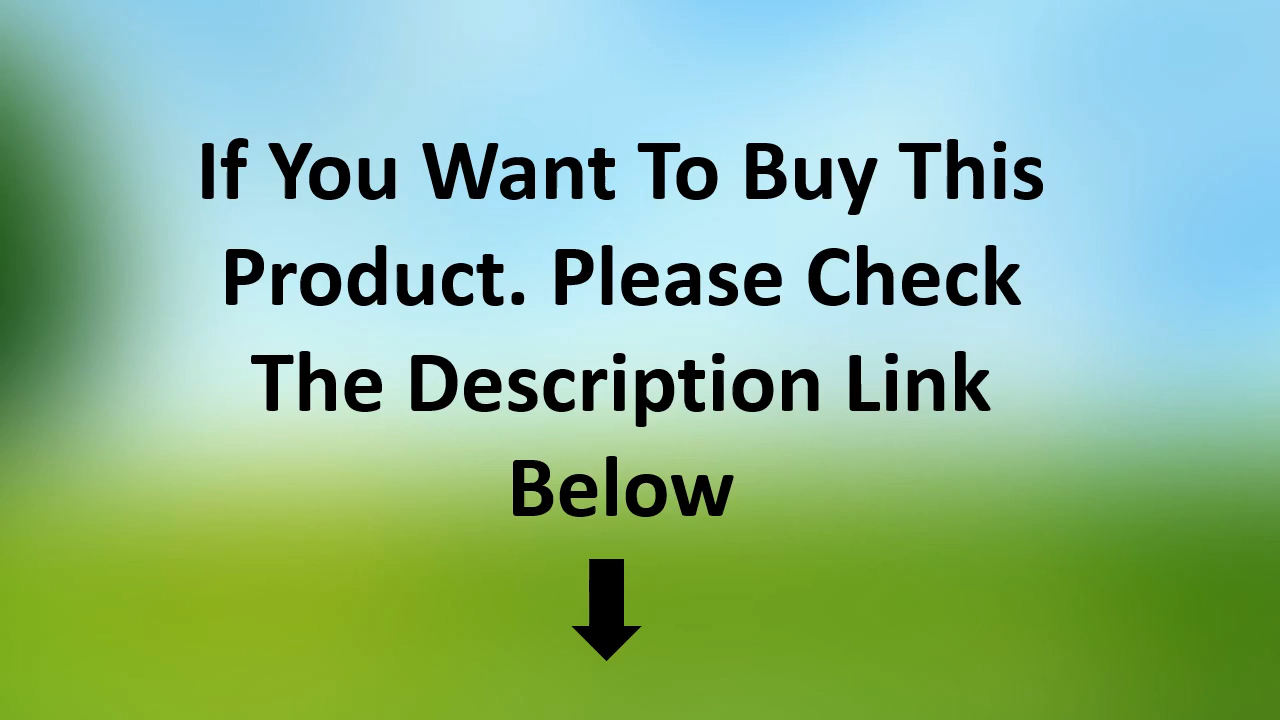 If You Want To Buy This
Product. Please Check
The Description Link
Below